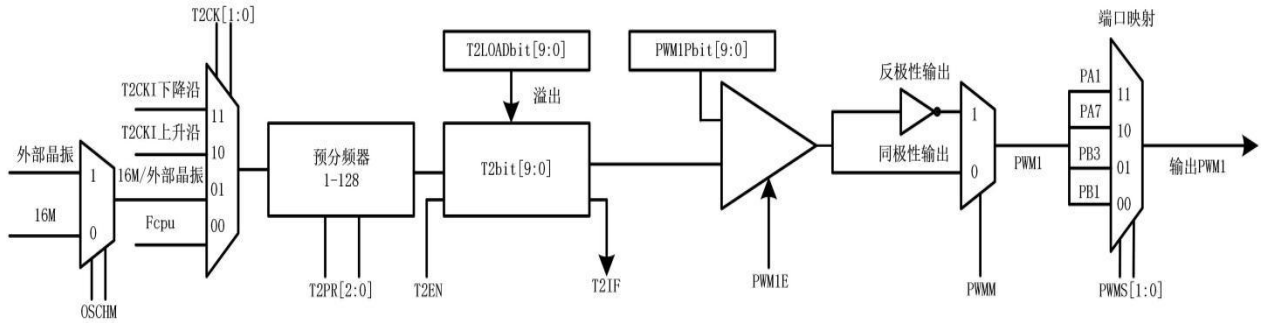 T2CK[1:0]
端口映射
T2LOADbit[9:0]
PWM1Pbit[9:0]
T2CKI下降沿
11
溢出
反极性输出
PA1
11
T2CKI上升沿
10
1
PA7
10
外部晶振
1
16M/外部晶振
01
预分频器
1-128
T2bit[9:0]
同极性输出
0
PWM1
PB3
01
输出PWM1
16M
0
Fcpu
00
PB1
00
OSCHM
T2PR[2:0]
T2EN
T2IF
PWM1E
PWMM
PWMS[1:0]